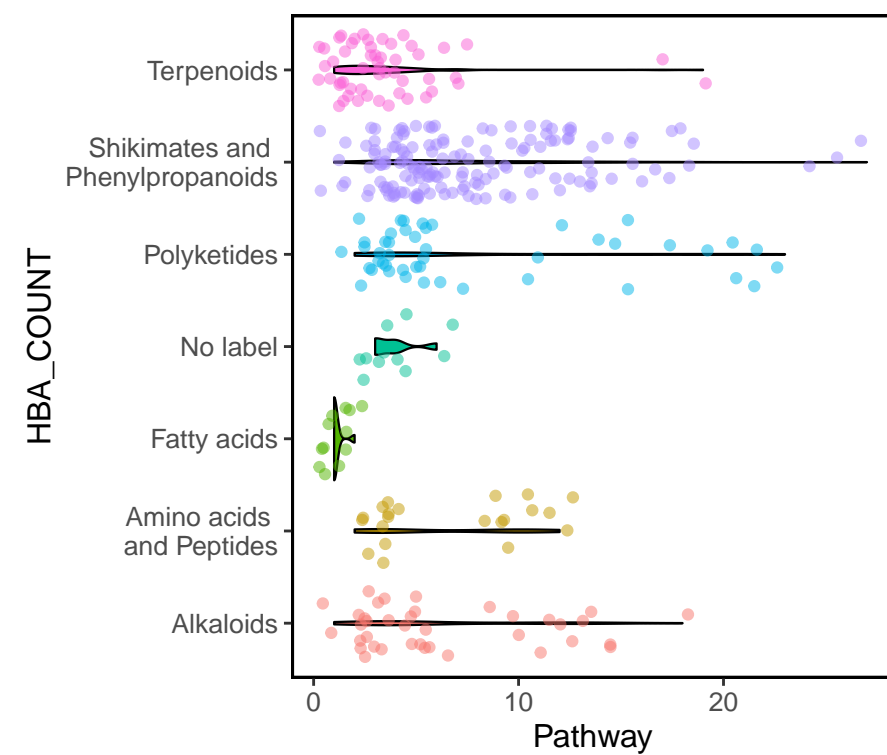 Terpenoids
Shikimates and
Phenylpropanoids
Polyketides
No label
Fatty acids
Amino acids
and Peptides
Alkaloids
HBA_COUNT
0 10 20
Pathway